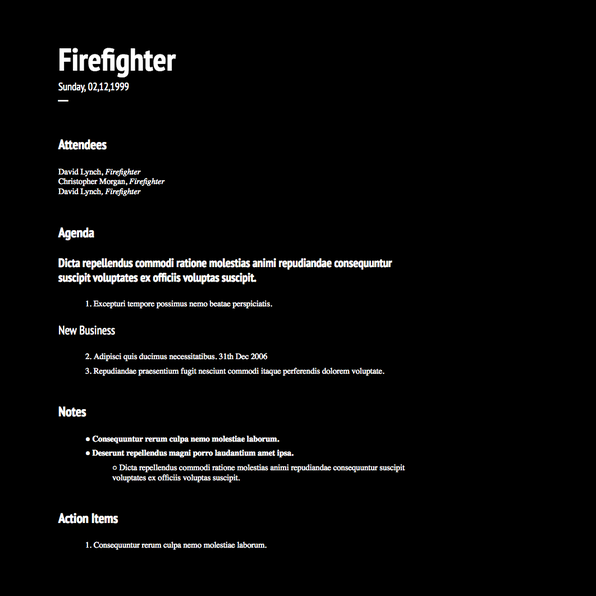 Firefighter
Sunday, 02,12,1999
—
Attendees
David Lynch, Firefighter
Christopher Morgan, Firefighter
David Lynch, Firefighter
Agenda
Dicta repellendus commodi ratione molestias animi repudiandae consequuntur
suscipit voluptates ex officiis voluptas suscipit.
1. Excepturi tempore possimus nemo beatae perspiciatis.
New Business
2. Adipisci quis ducimus necessitatibus. 31th Dec 2006
3. Repudiandae praesentium fugit nesciunt commodi itaque perferendis dolorem voluptate.
Notes
● Consequuntur rerum culpa nemo molestiae laborum.
● Deserunt repellendus magni porro laudantium amet ipsa.
○ Dicta repellendus commodi ratione molestias animi repudiandae consequuntur suscipit
voluptates ex officiis voluptas suscipit.
Action Items
1. Consequuntur rerum culpa nemo molestiae laborum.